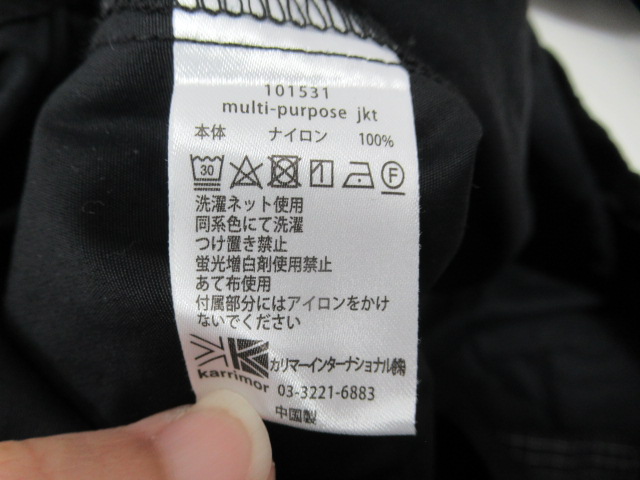 101531
multi-purpose jkt
本体 ナイロン 100%
30 F
洗濯ネット使用
同系色にて洗濯
つけ置き禁止
蛍光増白剤使用禁止
あて布使用
付属部分にはアイロンをかけ
ないでください
karrimor
カリマーインターナショナル㈱
03-3221-6883
中国製